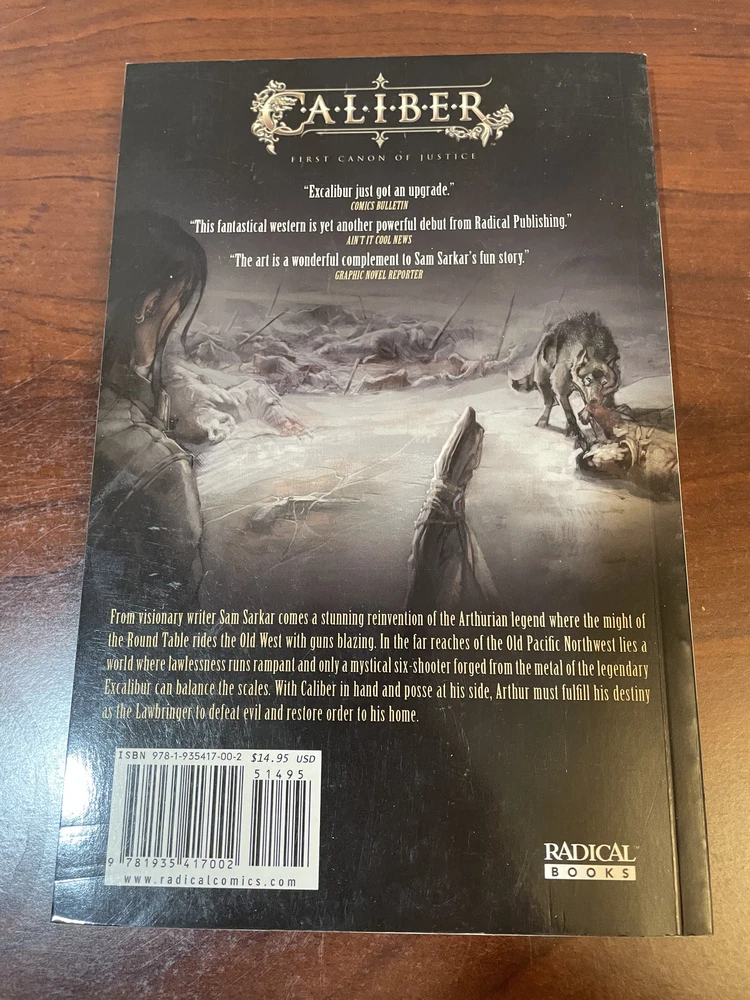 C·A·L·I·B·E·R
FIRST CANON OF JUSTICE
“Excalibur just got an upgrade.”
COMICS BULLETIN
“This fantastical western is yet another powerful debut from Radical Publishing.”
AIN'T IT COOL NEWS
“The art is a wonderful complement to Sam Sarkar's fun story.”
GRAPHIC NOVEL REPORTER
From visionary writer Sam Sarkar comes a stunning reinvention of the Arthurian legend where the might of
the Round Table rides the Old West with guns blazing. In the far reaches of the Old Pacific Northwest lies a
world where lawlessness runs rampant and only a mystical six-shooter forged from the metal of the legendary
Excalibur can balance the scales. With Caliber in hand and posse at his side, Arthur must fulfill his destiny
as the Lawbringer to defeat evil and restore order to his home.
ISBN 978-1-935417-00-2 $14.95 USD
51495
9 781935 417002
www.radicalcomics.com
RADICAL™
BOOKS